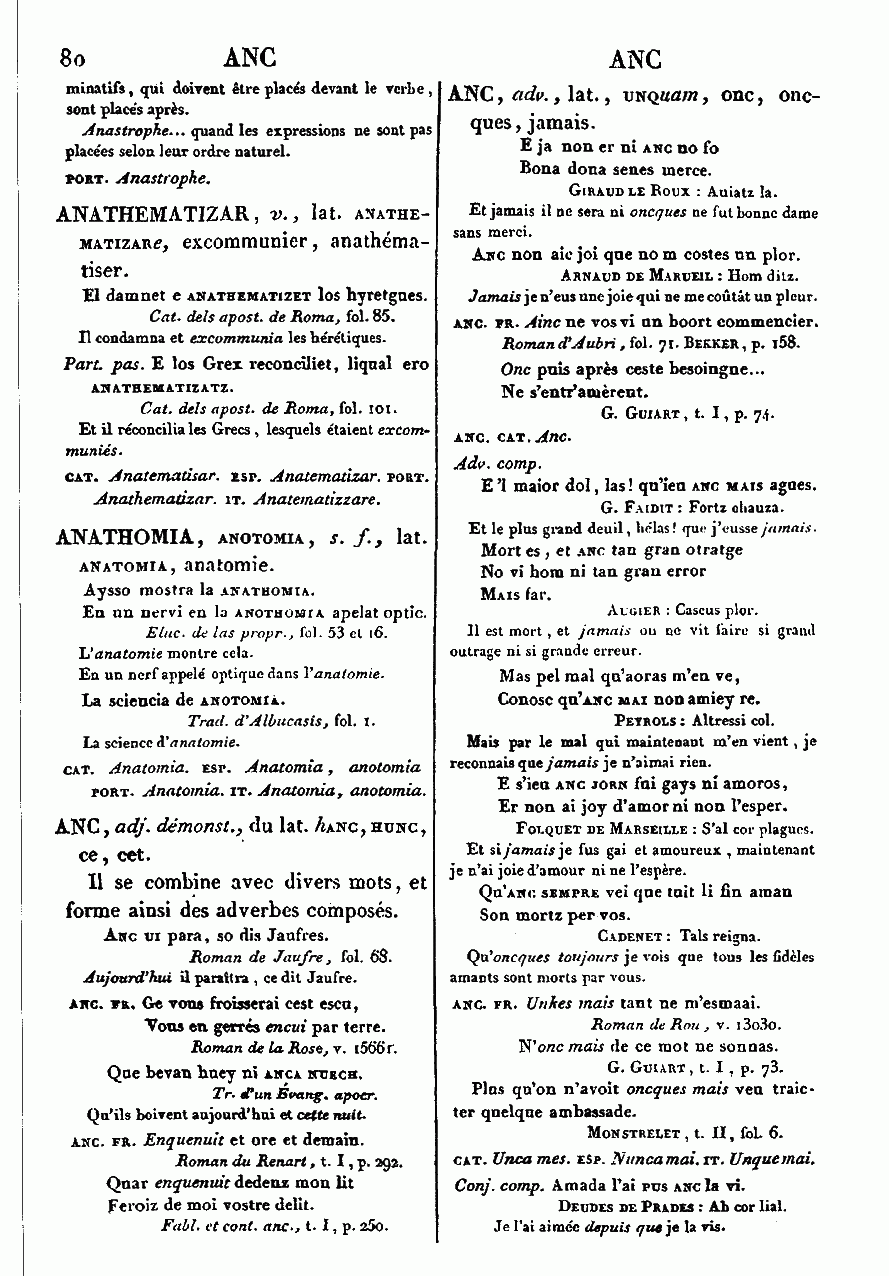 80 ANC ANC
minatifs, qui doivent être placés devant le verbe,
sont placés après.
Anastrophe... quand les expressions ne sont pas
placées selon leur ordre naturel.
PORT. Anastrophe.
ANATHEMATIZAR, v., lat. ANATHE-
MATIZARe, excommunier, anathéma-
tiser.
El damnet e ANATHEMATIZET los hyretgues.
Cat. dels apost. de Roma, fol. 85.
Il condamna et excommunia les hérétiques.
Part. pas. E los Grex reconciliet, liqual ero
ANATHEMATIZATZ.
Cat. dels apost. de Roma, fol. 101.
Et il réconcilia les Grecs, lesquels étaient excom-
muniés.
CAT. Anatematisar. ESP. Anatematizar. PORT.
Anathematizar. IT. Anatematizzare.
ANATHOMIA, ANOTOMIA, s. f., lat.
ANATOMIA, anatomie.
Aysso mostra la ANATHOMIA.
En un nervi en la ANOTHOMIA apelat optic.
Eluc. de las propr., fol. 53 et 16.
L'anatomie montre cela.
En un nerf appelé optique dans l'anatomie.
La sciencia de ANOTOMIA.
Trad. d'Albucasis, fol. 1.
La science d'anatomie.
CAT. Anatomia. ESP. Anatomia, anotomia
PORT. Anatomia. IT. Anatomia, anotomia.
ANC, adj. démonst., du lat. hANC, HUNC,
ce, cet.
Il se combine avec divers mots, et
forme ainsi des adverbes composés.
ANC UI para, so dis Jaufres.
Roman de Jaufre, fol. 68.
Aujourd'hui il paraîtra, ce dit Jaufre.
ANC. FR. Ge vous froisserai cest escu,
Vous en gerrés encui par terre.
Roman de la Rose, v. 1566r.
Que bevan huey ni ANCA NUECH.
Tr. d'un Évang. apocr.
Qu'ils boivent aujourd'hui et cette nuit.
ANC. FR. Enquenuit et ore et demain.
Roman du Renart, t. I, p. 292.
Quar enquenuit dedenz mon lit
Feroiz de moi vostre delit.
Fabl. et cont. anc., t. I, p. 250.
ANC, adv., lat., UNQuam, onc, onc-
ques, jamais.
E ja non er ni ANC no fo
Bona dona senes merce.
GIRAUD LE ROUX : Auiatz la.
Et jamais il ne sera ni oncques ne fut bonne dame
sans merci.
ANC non aic joi que no m costes un plor.
ARNAUD DE MARUEIL : Hom ditz.
Jamais je n'eus une joie qui ne me coûtât un pleur.
ANC. FR. Ainc ne vos vi un boort commencier.
Roman d'Aubri, fol. 71. BEKKER, p. 158.
Onc puis après ceste besoingne...
Ne s'entr'amèrent.
G. GUIART, t. I, p. 74.
ANC. CAT. Anc.
Adv. comp.
E 'l maior dol, las! qu'ieu ANC MAIS agues.
G. FAIDIT : Fortz chauza.
Et le plus grand deuil, hélas! que j'eusse jamais.
Mort es, et ANC tan gran otratge
No vi hom ni tan gran error
MAIS far.
AUGIER : Cascus plor.
Il est mort, et jamais on ne vit faire si grand
outrage ni si grande erreur.
Mas pel mal qu'aoras m'en ve,
Conosc qu'ANC MAI non amiey re.
PEYROLS : Altressi col.
Mais par le mal qui maintenant m'en vient, je
reconnais que jamais je n'aimai rien.
E s'ieu ANC JORN fui gays ni amoros,
Er non ai joy d'amor ni non l'esper.
FOLQUET DE MARSEILLE : S'al cor plagues.
Et si jamais je fus gai et amoureux, maintenant
je n'ai joie d'amour ni ne l'espère.
Qu'ANC SEMPRE vei que tuit li fin aman
Son mortz per vos.
CADENET : Tals reigna.
Qu'oncques toujours je vois que tous les fidèles
amants sont morts par vous.
ANC. FR. Unkes mais tant ne m'esmaai.
Roman de Rou, v. 13030.
N'onc mais de ce mot ne sonnas.
G. GUIART, t. I, p. 73.
Plus qu'on n'avoit oncques mais veu traic-
ter quelque ambassade.
MONSTRELET, t. II, fol. 6.
CAT. Unca mes. ESP. Nunca mai. IT. Unque mai.
Conj. comp. Amada l'ai PUS ANC la vi.
DEUDES DE PRADES : Ab cor lial.
Je l'ai aimée depuis que je la vis.